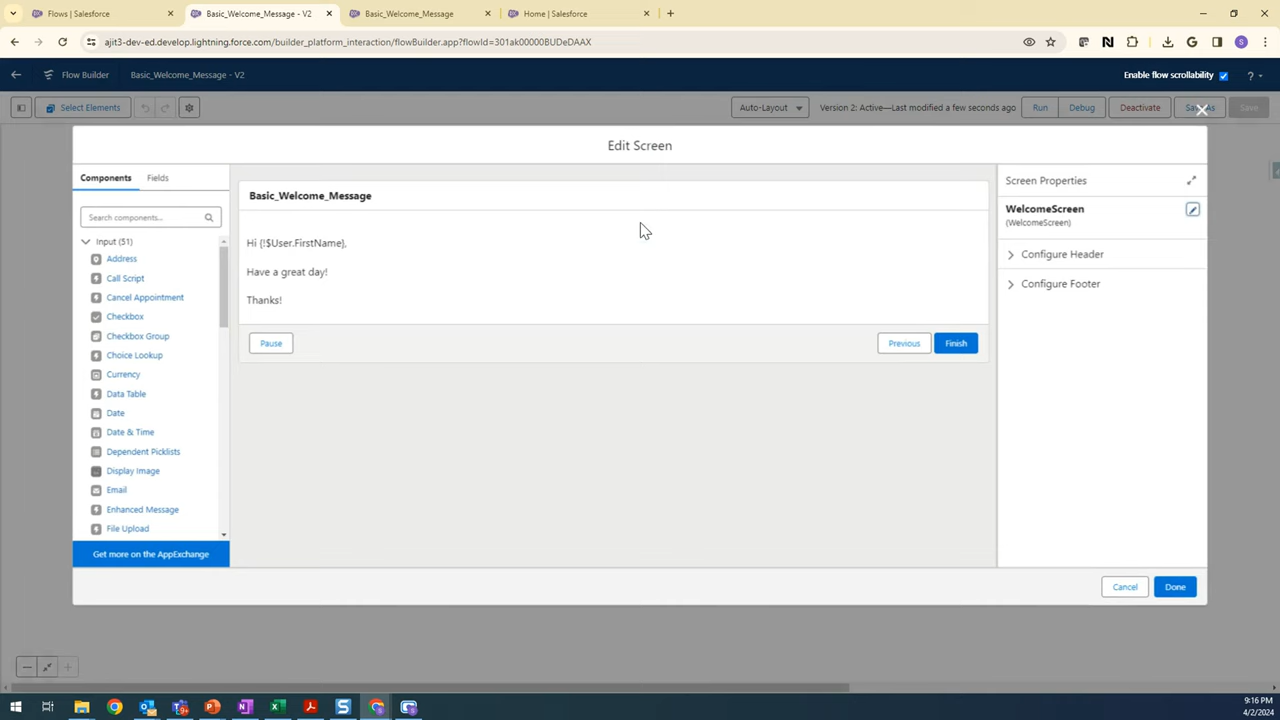 Flows | Salesforce
Basic_Welcome_Message - V2
Basic_Welcome_Message
Home | Salesforce
ajit3-dev-ed.develop.lightning.force.com/builder_platform_interaction/flowBuilder.app?flowId=301ak00000BUDeDAAX
Flow Builder
Basic_Welcome_Message - V2
Enable flow scrollability
Select Elements
Auto-Layout
Version 2: Active—Last modified a few seconds ago
Run
Debug
Deactivate
Save
Edit Screen
Components
Fields
Search components...
Input (51)
Address
Call Script
Cancel Appointment
Checkbox
Checkbox Group
Choice Lookup
Currency
Data Table
Date
Date & Time
Dependent Picklists
Display Image
Email
Enhanced Message
File Upload
Get more on the AppExchange
Basic_Welcome_Message
Hi {!$User.FirstName},
Have a great day!
Thanks!
Pause
Previous
Finish
Screen Properties
WelcomeScreen
(WelcomeScreen)
Configure Header
Configure Footer
Cancel
Done
9:16 PM
4/2/2024